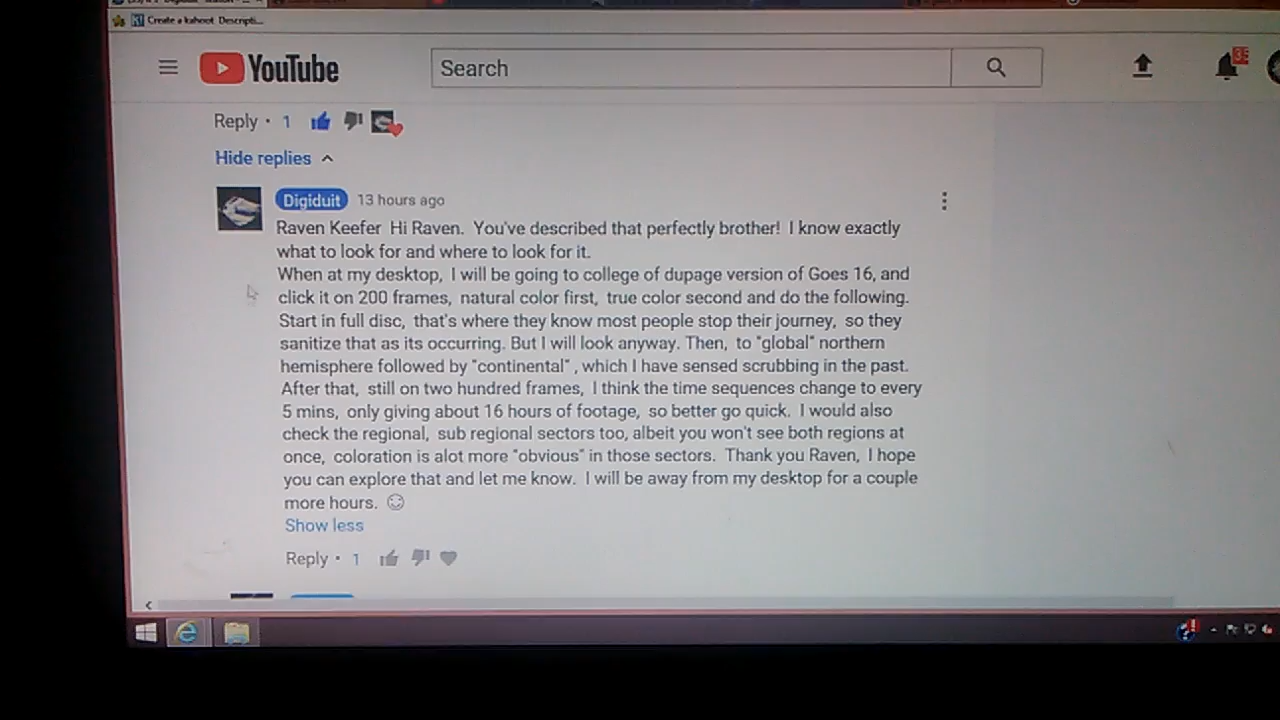 Create a kahoot Descripti...
YouTube
Search
Reply · 1
Hide replies
Digiduit 13 hours ago
Raven Keefer Hi Raven. You've described that perfectly brother! I know exactly
what to look for and where to look for it.
When at my desktop, I will be going to college of dupage version of Goes 16, and
click it on 200 frames, natural color first, true color second and do the following.
Start in full disc, that's where they know most people stop their journey, so they
sanitize that as its occurring. But I will look anyway. Then, to "global" northern
hemisphere followed by "continental" , which I have sensed scrubbing in the past.
After that, still on two hundred frames, I think the time sequences change to every
5 mins, only giving about 16 hours of footage, so better go quick. I would also
check the regional, sub regional sectors too, albeit you won't see both regions at
once, coloration is alot more "obvious" in those sectors. Thank you Raven, I hope
you can explore that and let me know. I will be away from my desktop for a couple
more hours. ☺
Show less
Reply · 1